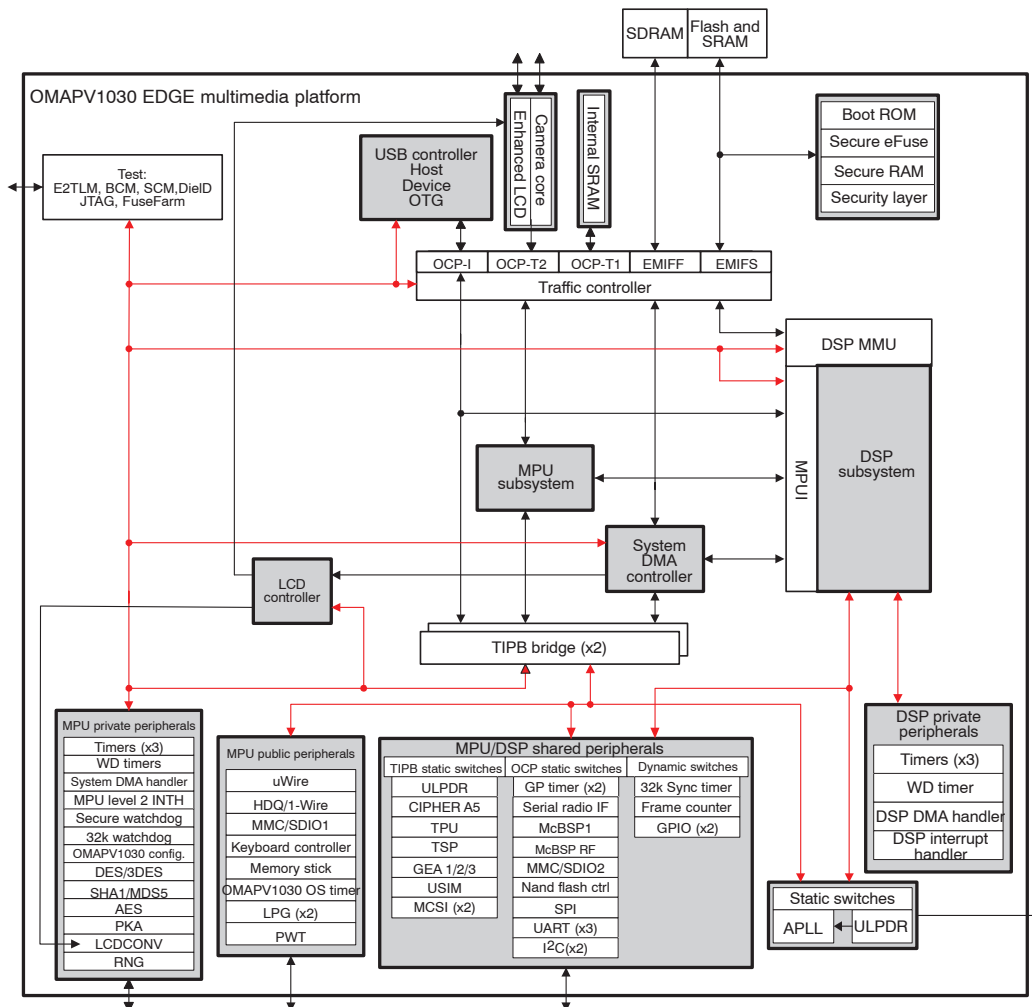 SDRAM
Flash and
SRAM
OMAPV1030 EDGE multimedia platform
Test:
E2TLM, BCM, SCM,DieID
JTAG, FuseFarm
USB controller
Host
Device
OTG
Enhanced LCD
Camera core
Internal SRAM
Boot ROM
Secure eFuse
Secure RAM
Security layer
OCP-I
OCP-T2
OCP-T1
EMIFF
EMIFS
Traffic controller
DSP MMU
MPUI
DSP
subsystem
MPU
subsystem
System
DMA
controller
LCD
controller
TIPB bridge (x2)
MPU private peripherals
Timers (x3)
WD timers
System DMA handler
MPU level 2 INTH
Secure watchdog
32k watchdog
OMAPV1030 config.
DES/3DES
SHA1/MDS5
AES
PKA
LCDCONV
RNG
MPU public peripherals
uWire
HDQ/1-Wire
MMC/SDIO1
Keyboard controller
Memory stick
OMAPV1030 OS timer
LPG (x2)
PWT
MPU/DSP shared peripherals
TIPB static switches
ULPDR
CIPHER A5
TPU
TSP
GEA 1/2/3
USIM
MCSI (x2)
OCP static switches
GP timer (x2)
Serial radio IF
McBSP1
McBSP RF
MMC/SDIO2
Nand flash ctrl
SPI
UART (x3)
I²C(x2)
Dynamic switches
32k Sync timer
Frame counter
GPIO (x2)
DSP private
peripherals
Timers (x3)
WD timer
DSP DMA handler
DSP interrupt
handler
Static switches
APLL
ULPDR